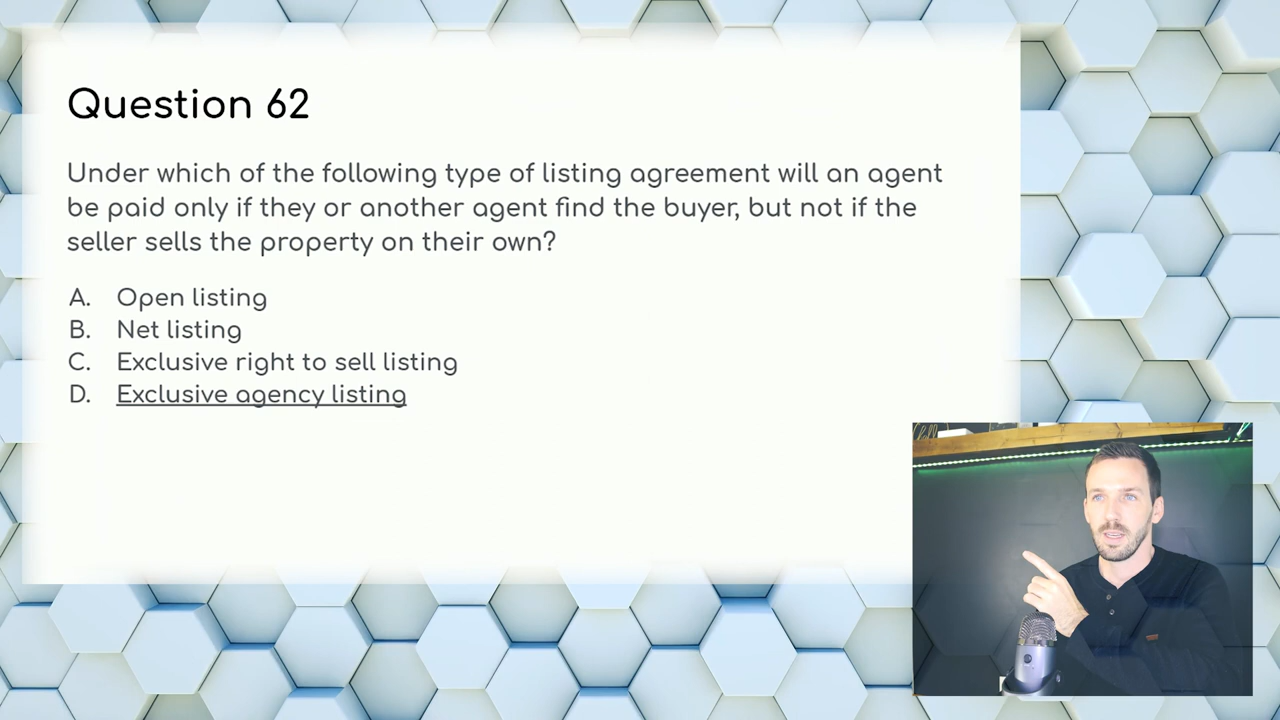 Question 62
Under which of the following type of listing agreement will an agent
be paid only if they or another agent find the buyer, but not if the
seller sells the property on their own?
A. Open listing
B. Net listing
C. Exclusive right to sell listing
D. Exclusive agency listing